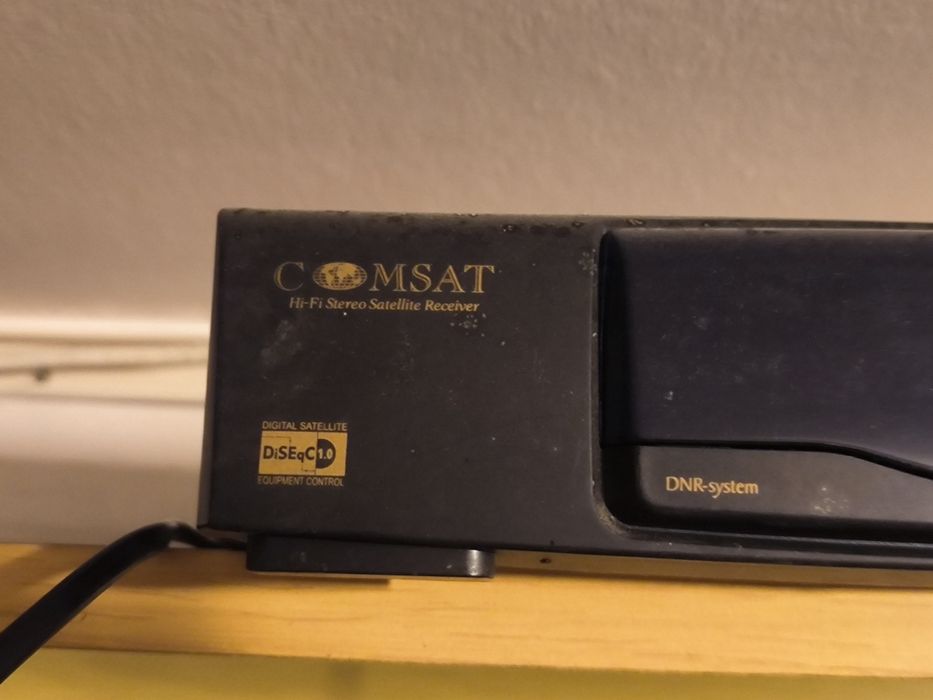 COMSAT
Hi-Fi Stereo Satellite Receiver
DIGITAL SATELLITE
DiSEqC 1.0
EQUIPMENT CONTROL
DNR-system